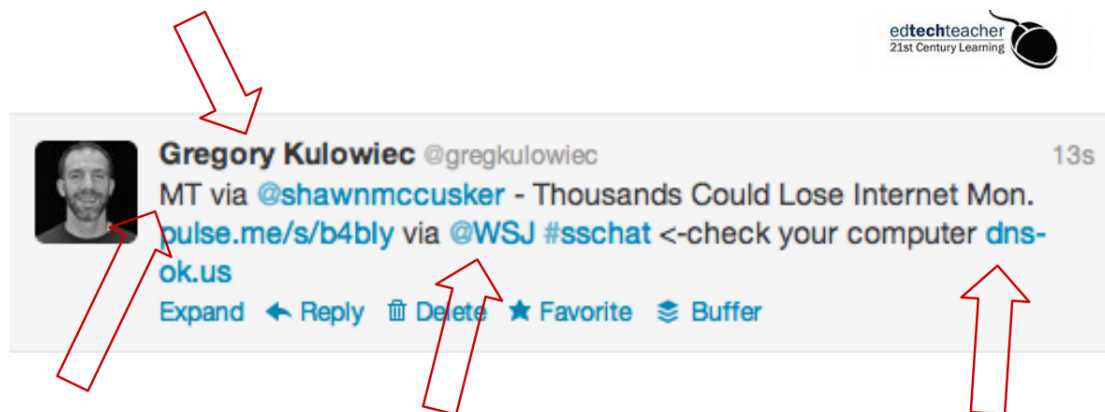 edtechteacher
21st Century Learning
Gregory Kulowiec @gregkulowiec 13s
MT via @shawnmccusker - Thousands Could Lose Internet Mon.
pulse.me/s/b4bly via @WSJ #sschat <-check your computer dns-
ok.us
Expand Reply Delete Favorite Buffer